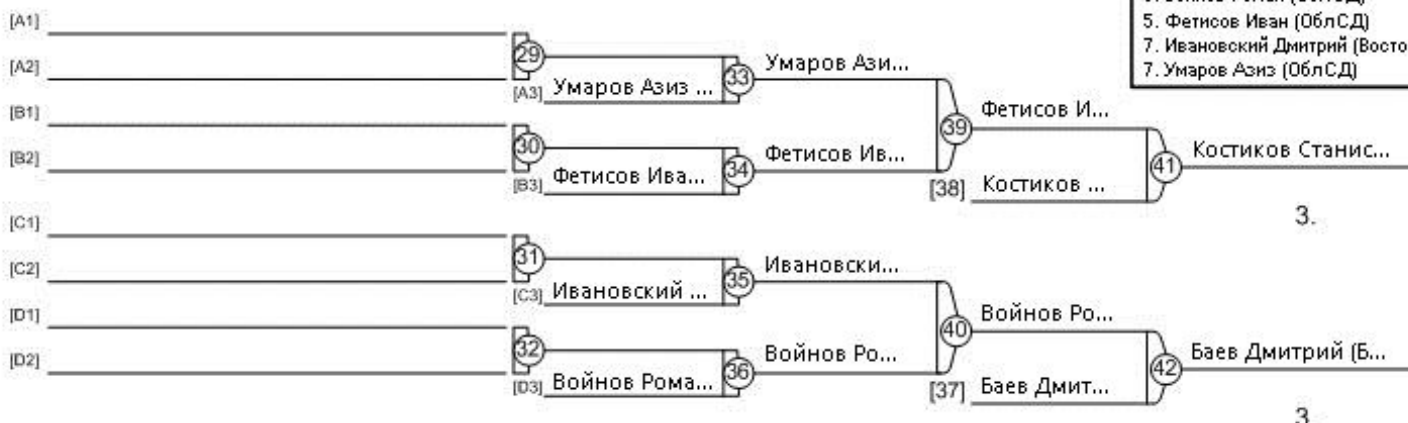 5. Фетисов Иван (ОблСД)
7. Ивановский Дмитрий (Восто
7. Умаров Азиз (ОблСД)
[A1]
[A2]
29
[A3] Умаров Азиз ...
33
Умаров Ази...
[B1]
[B2]
30
[B3] Фетисов Ива...
34
Фетисов Ив...
39
Фетисов И...
[38] Костиков ...
41
Костиков Станис...
3.
[C1]
[C2]
31
[C3] Ивановский ...
35
Ивановски...
[D1]
[D2]
32
[D3] Войнов Рома...
36
Войнов Ро...
40
Войнов Ро...
[37] Баев Дмит...
42
Баев Дмитрий (Б...
3.